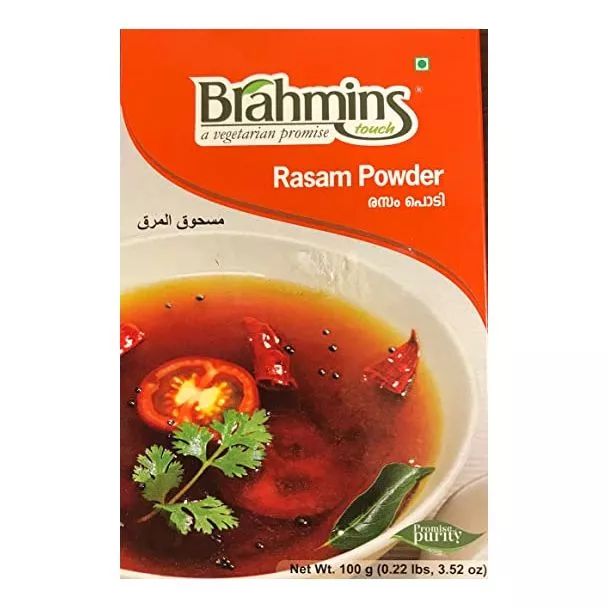 Brahmins®
touch
a vegetarian promise
Rasam Powder
രസം പൊടി
مسحوق المرق
Promise
purity
Net Wt. 100 g (0.22 lbs, 3.52 oz)